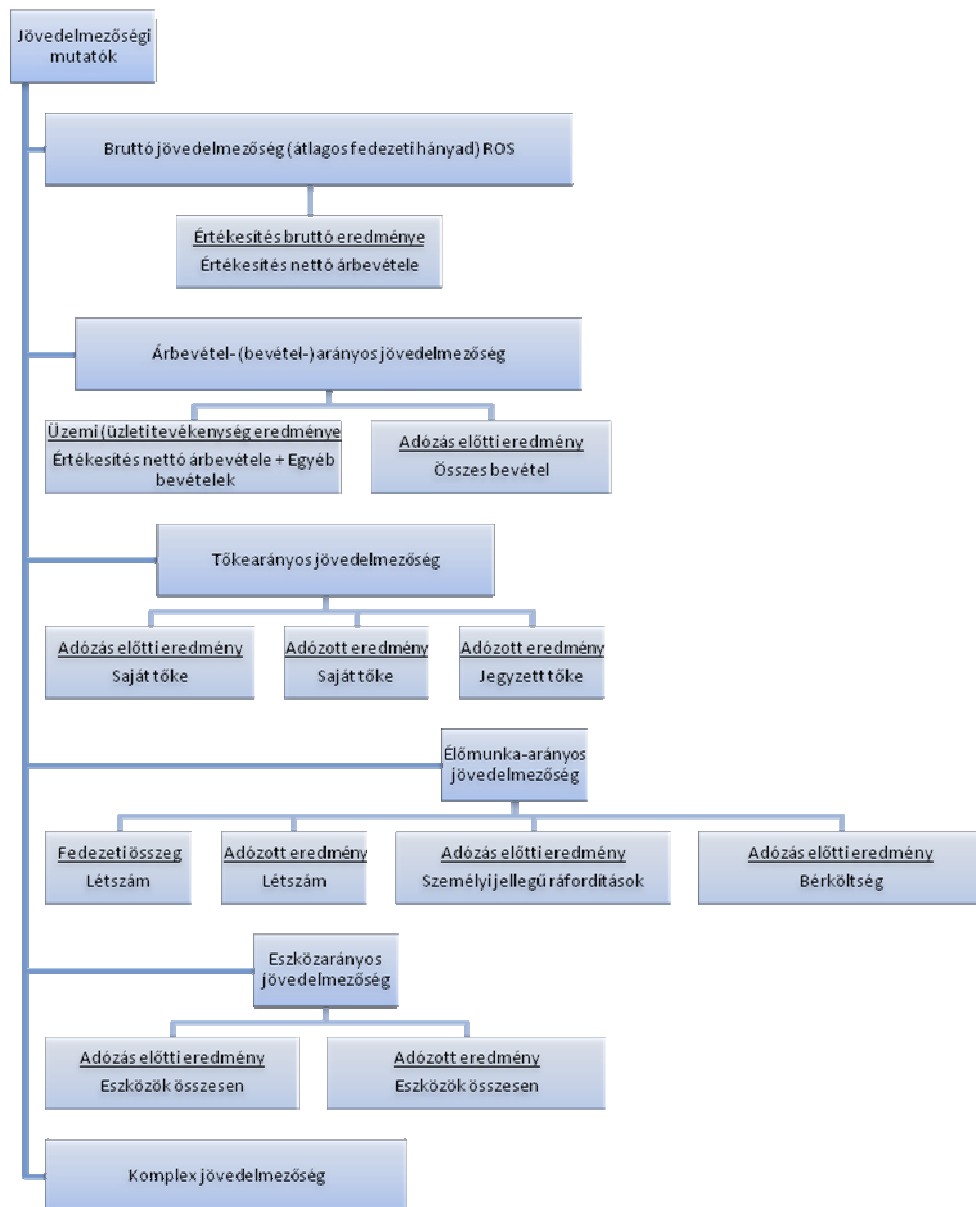 Jövedelmezőségi
mutatók
Bruttó jövedelmezőség (átlagos fedezeti hányad) ROS
Értékesítés bruttó eredménye
Értékesítés nettó árbevétele
Árbevétel- (bevétel-) arányos jövedelmezőség
Üzemi (üzleti tevékenység eredménye
Értékesítés nettó árbevétele + Egyéb
bevételek
Adózás előtti eredmény
Összes bevétel
Tőkearányos jövedelmezőség
Adózás előtti eredmény
Saját tőke
Adózott eredmény
Saját tőke
Adózott eredmény
Jegyzett tőke
Élőmunka-arányos
jövedelmezőség
Fedezeti összeg
Létszám
Adózott eredmény
Létszám
Adózás előtti eredmény
Személyi jellegű ráfordítások
Adózás előtti eredmény
Bérköltség
Eszközarányos
jövedelmezőség
Adózás előtti eredmény
Eszközök összesen
Adózott eredmény
Eszközök összesen
Komplex jövedelmezőség